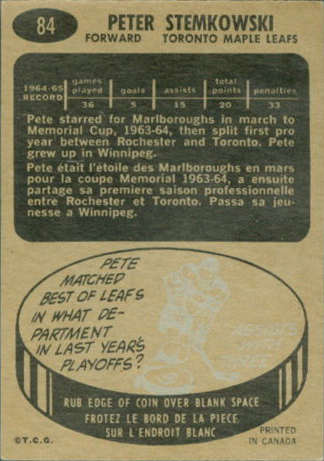 84
PETER STEMKOWSKI
FORWARD TORONTO MAPLE LEAFS
1964-65 RECORD
games played goals assists total points penalties
36 5 15 20 33
Pete starred for Marlboroughs in march to
Memorial Cup, 1963-64, then split first pro
year between Rochester and Toronto. Pete
grew up in Winnipeg.
Pete était l'étoile des Marlboroughs en mars
pour la coupe Memorial 1963-64, a ensuite
partage sa premiere saison professionnelle
entre Rochester et Toronto. Passa sa jeu-
nesse a Winnipeg.
PETE
MATCHED
BEST OF LEAFS
IN WHAT DE-
PARTMENT
IN LAST YEAR'S
PLAYOFFS?
RUB EDGE OF COIN OVER BLANK SPACE
FROTEZ LE BORD DE LA PIECE
SUR L'ENDROIT BLANC
©T.C.G.
PRINTED
IN CANADA